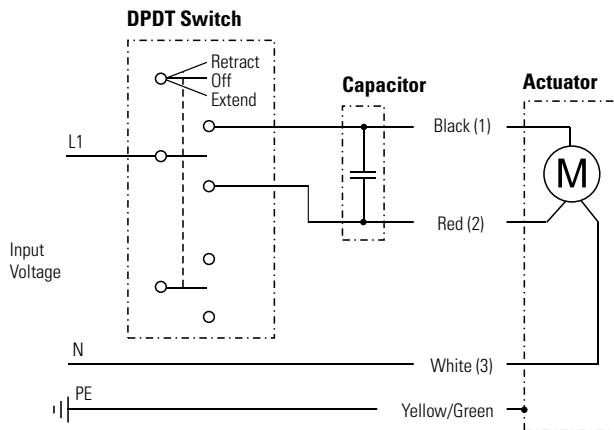 DPDT Switch
Retract
Off
Extend
Capacitor
Actuator
L1
Black (1)
M
Red (2)
Input
Voltage
N
White (3)
PE
Yellow/Green